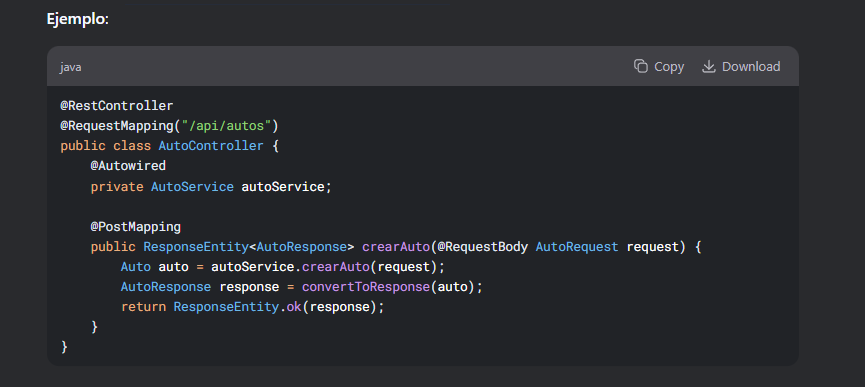 Ejemplo:
java
Copy
Download
@RestController
@RequestMapping("/api/autos")
public class AutoController {
    @Autowired
    private AutoService autoService;

    @PostMapping
    public ResponseEntity<AutoResponse> crearAuto(@RequestBody AutoRequest request) {
        Auto auto = autoService.crearAuto(request);
        AutoResponse response = convertToResponse(auto);
        return ResponseEntity.ok(response);
    }
}